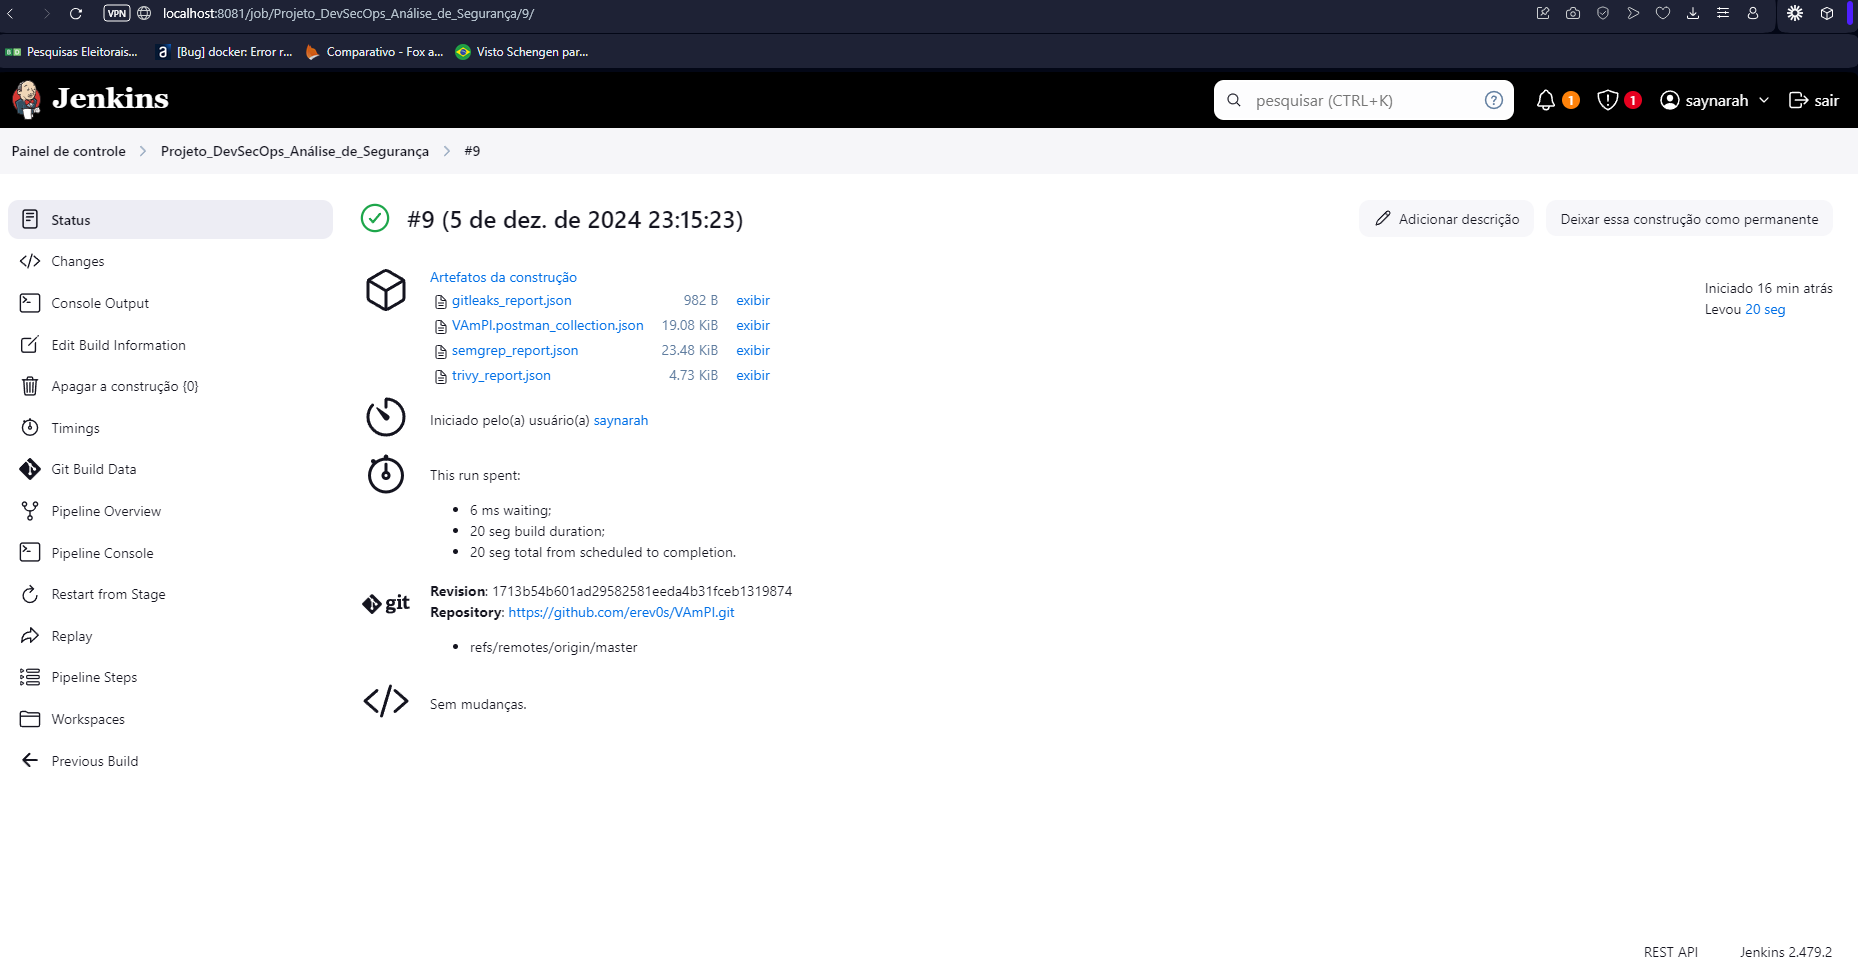 VPN localhost:8081/job/Projeto_DevSecOps_Análise_de_Segurança/9/
Pesquisas Eleitorais... [Bug] docker: Error r... Comparativo - Fox a... Visto Schengen par...
Jenkins pesquisar (CTRL+K) ? 1 1 saynarah sair
Painel de controle Projeto_DevSecOps_Análise_de_Segurança #9
Status
Changes
Console Output
Edit Build Information
Apagar a construção {0}
Timings
Git Build Data
Pipeline Overview
Pipeline Console
Restart from Stage
Replay
Pipeline Steps
Workspaces
Previous Build
#9 (5 de dez. de 2024 23:15:23)
Adicionar descrição
Deixar essa construção como permanente
Artefatos da construção
gitleaks_report.json 982 B exibir
VAmPI.postman_collection.json 19.08 KiB exibir
semgrep_report.json 23.48 KiB exibir
trivy_report.json 4.73 KiB exibir
Iniciado 16 min atrás
Levou 20 seg
Iniciado pelo(a) usuário(a) saynarah
This run spent:
6 ms waiting;
20 seg build duration;
20 seg total from scheduled to completion.
git
Revision: 1713b54b601ad29582581eeda4b31fceb1319874
Repository: https://github.com/erev0s/VAmPI.git
refs/remotes/origin/master
Sem mudanças.
REST API Jenkins 2.479.2